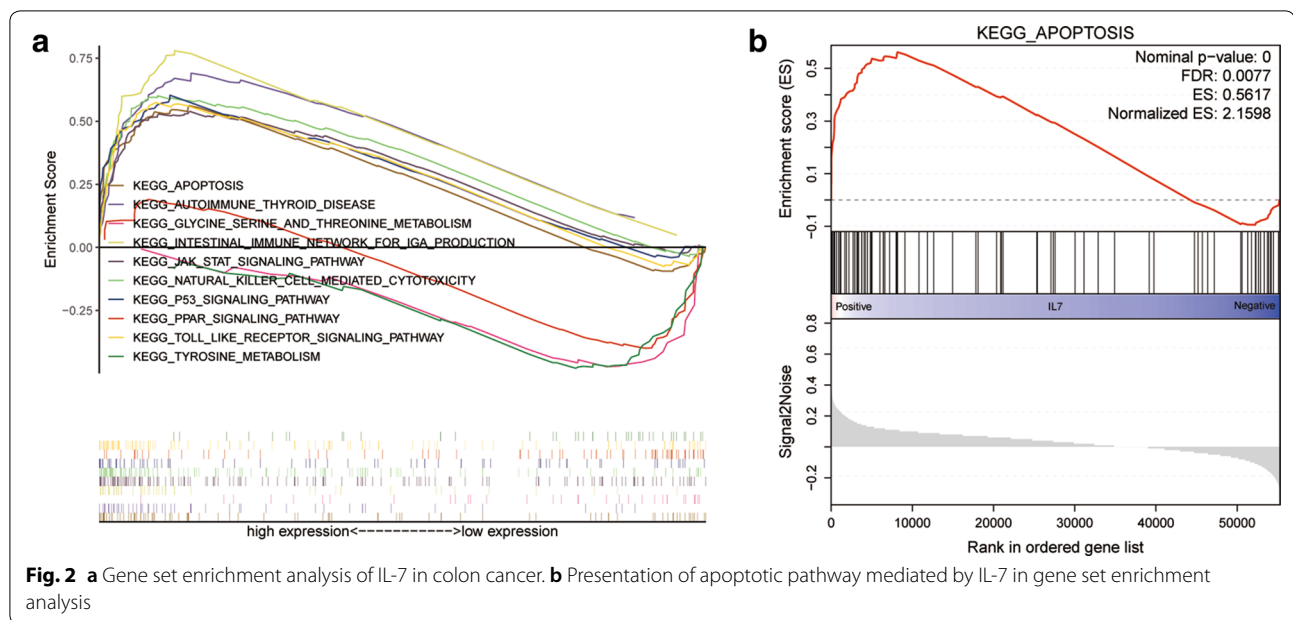 a
0.75
0.50
0.25
0.00
−0.25
Enrichment Score
KEGG_APOPTOSIS
KEGG_AUTOIMMUNE_THYROID_DISEASE
KEGG_GLYCINE_SERINE_AND_THREONINE_METABOLISM
KEGG_INTESTINAL_IMMUNE_NETWORK_FOR_IGA_PRODUCTION
KEGG_JAK_STAT_SIGNALING_PATHWAY
KEGG_NATURAL_KILLER_CELL_MEDIATED_CYTOTOXICITY
KEGG_P53_SIGNALING_PATHWAY
KEGG_PPAR_SIGNALING_PATHWAY
KEGG_TOLL_LIKE_RECEPTOR_SIGNALING_PATHWAY
KEGG_TYROSINE_METABOLISM
high expression<------------>low expression
b
KEGG_APOPTOSIS
Nominal p-value: 0
FDR: 0.0077
ES: 0.5617
Normalized ES: 2.1598
Enrichment score (ES)
0.5
0.3
0.1
−0.1
Positive IL7 Negative
Signal2Noise
0.8
0.6
0.4
0.2
−0.2
0 10000 20000 30000 40000 50000
Rank in ordered gene list
Fig. 2 a Gene set enrichment analysis of IL-7 in colon cancer. b Presentation of apoptotic pathway mediated by IL-7 in gene set enrichment
analysis